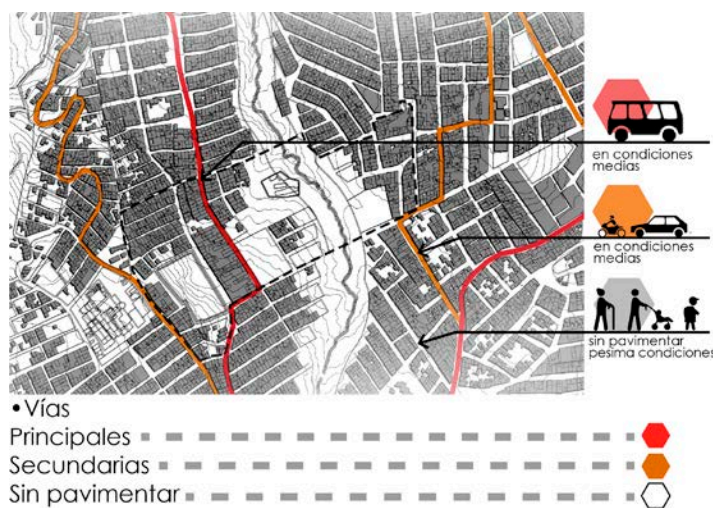 en condiciones
medias
en condiciones
medias
sin pavimentar
pesima condiciones
•Vías
Principales
Secundarias
Sin pavimentar